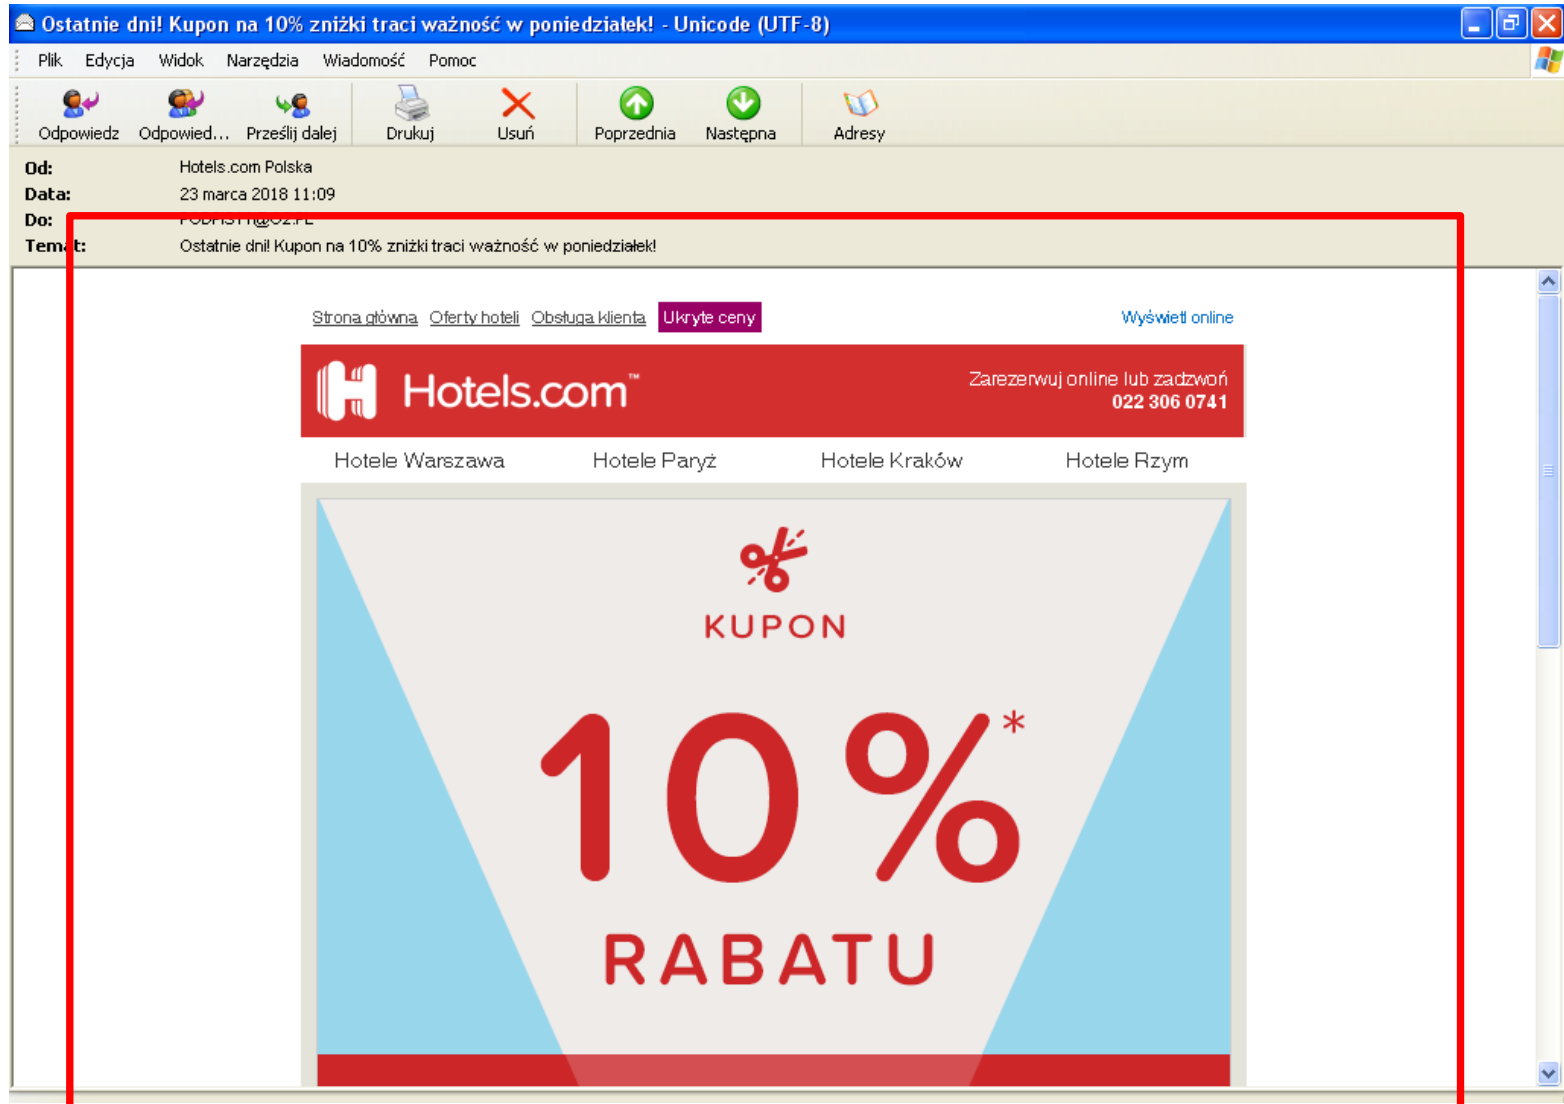 Ostatnie dni! Kupon na 10% zniżki traci ważność w poniedziałek! - Unicode (UTF-8)
Plik Edycja Widok Narzędzia Wiadomość Pomoc
Odpowiedz Odpowied... Prześlij dalej Drukuj Usuń Poprzednia Następna Adresy
Od: Hotels.com Polska
Data: 23 marca 2018 11:09
Do:
Temat: Ostatnie dni! Kupon na 10% zniżki traci ważność w poniedziałek!
Strona główna Oferty hoteli Obsługa klienta Ukryte ceny Wyświetl online
Hotels.com™
Zarezerwuj online lub zadzwoń
022 306 0741
Hotele Warszawa Hotele Paryż Hotele Kraków Hotele Rzym
KUPON
10%*
RABATU